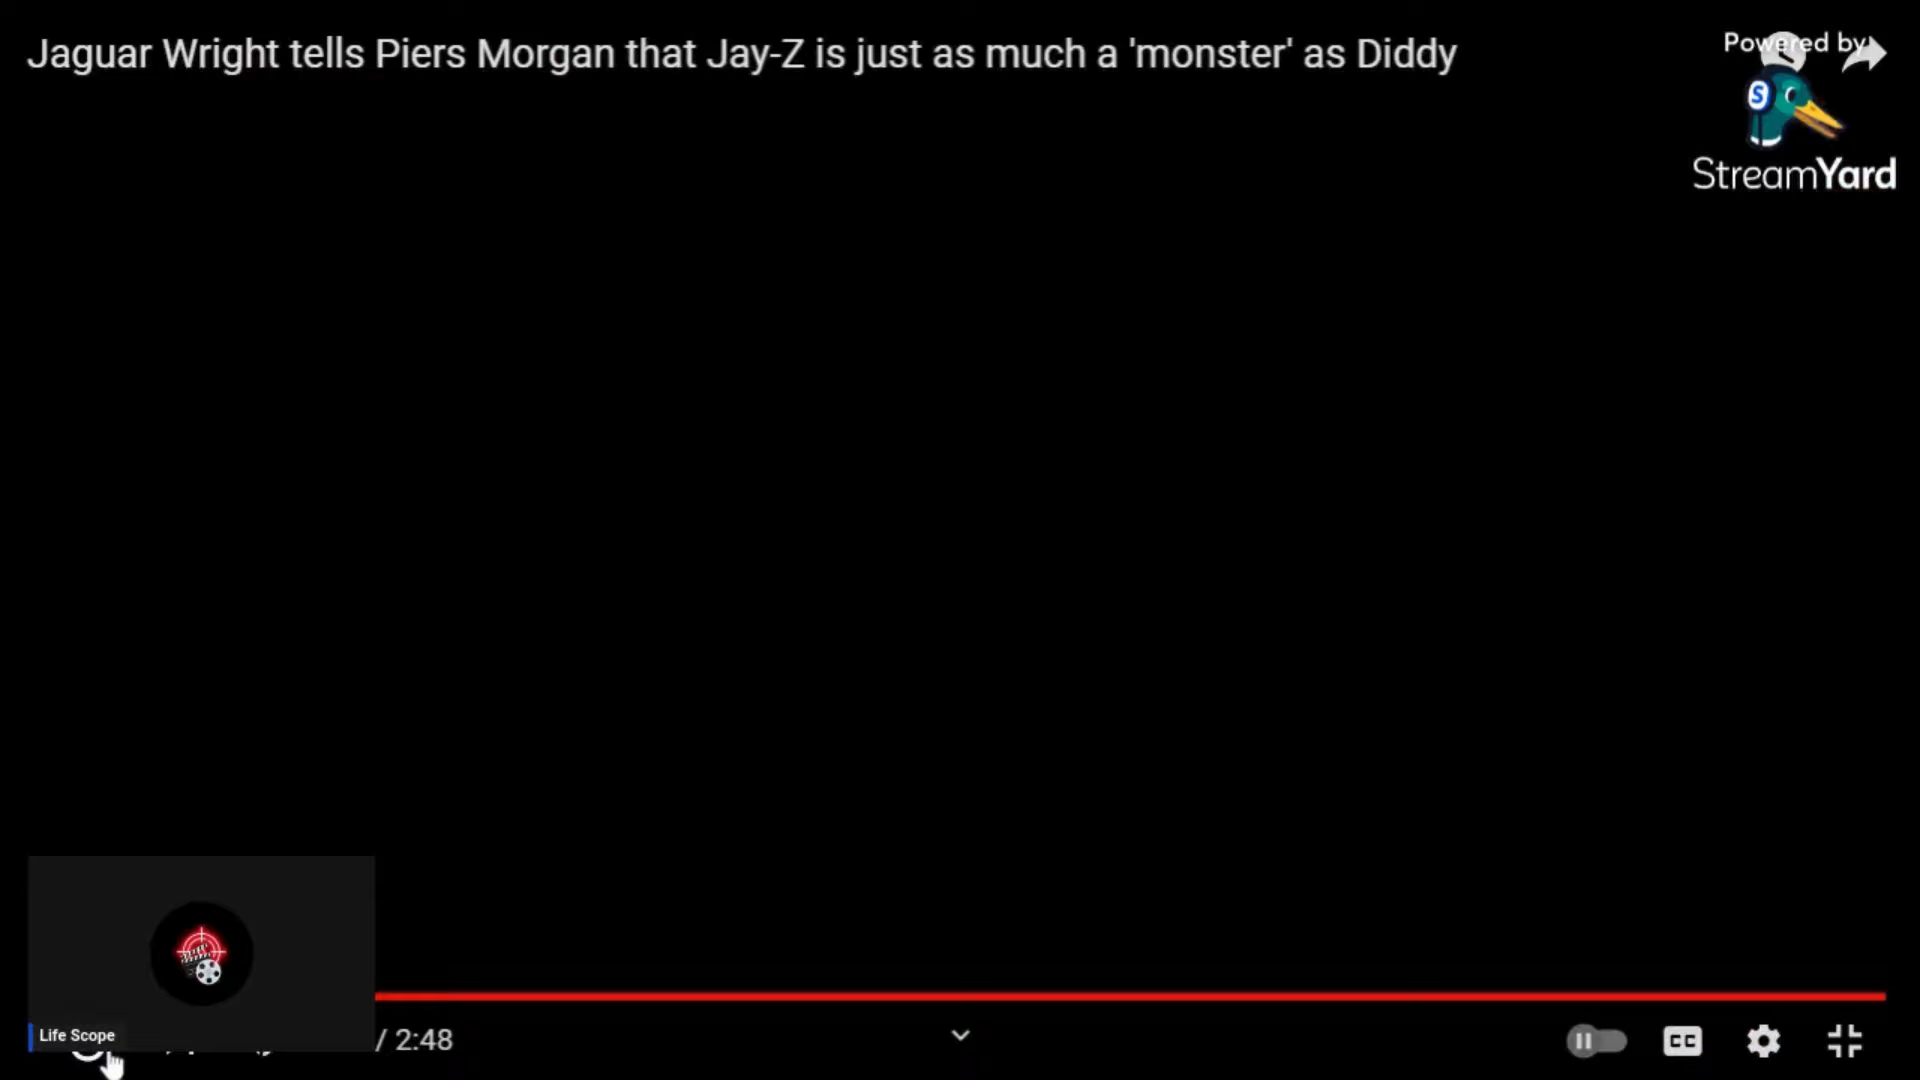 Jaguar Wright tells Piers Morgan that Jay-Z is just as much a 'monster' as Diddy
Powered by
S
StreamYard
Life Scope
/ 2:48
CC